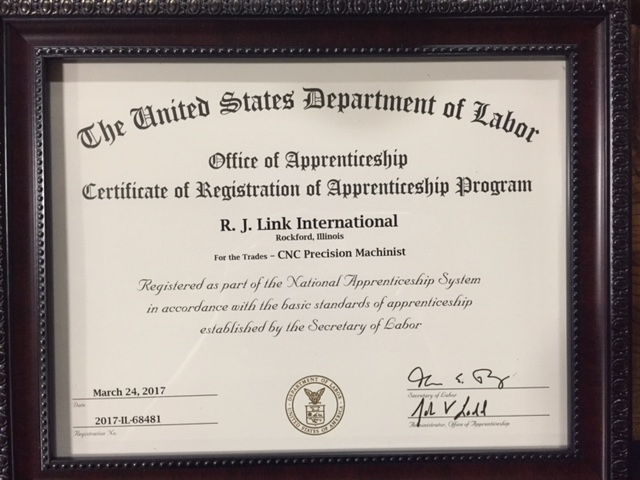 The United States Department of Labor
Office of Apprenticeship
Certificate of Registration of Apprenticeship Program
R. J. Link International
Rockford, Illinois
For the Trades – CNC Precision Machinist
Registered as part of the National Apprenticeship System
in accordance with the basic standards of apprenticeship
established by the Secretary of Labor
March 24, 2017
Date
2017-IL-68481
Registration No.
DEPARTMENT OF LABOR
UNITED STATES OF AMERICA
Secretary of Labor
Administrator, Office of Apprenticeship